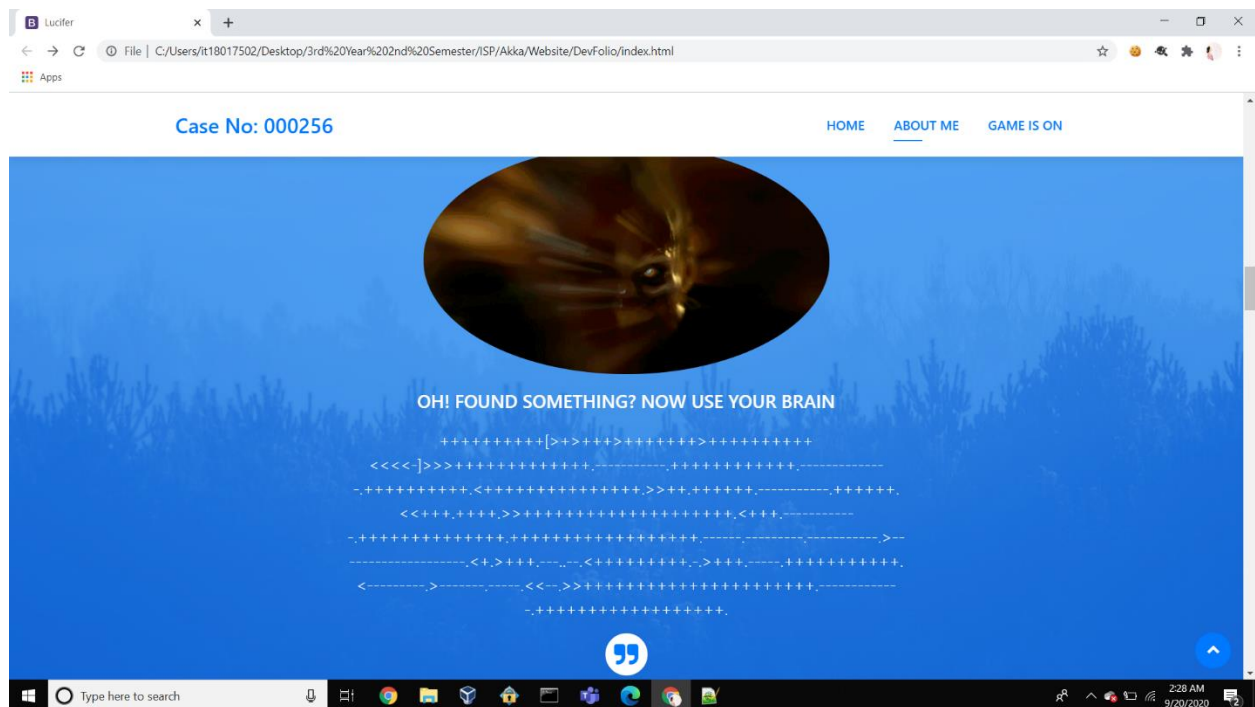 Lucifer
File | C:/Users/it18017502/Desktop/3rd%20Year%202nd%20Semester/ISP/Akka/Website/DevFolio/index.html
Apps
Case No: 000256
HOME ABOUT ME GAME IS ON
OH! FOUND SOMETHING? NOW USE YOUR BRAIN
++++++++++[>+>+++>+++++++>++++++++++
<<<<-]>>>+++++++++++++.-----------.++++++++++++.-------------
-.++++++++++.<+++++++++++++++.>>++.++++++.-----------.++++++.
<<+++.++++.>>++++++++++++++++++++.<+++.-----------
-.++++++++++++++.++++++++++++++++++.------.---------.-----------.>--
------------------.<+.>+++.---..--.<++++++++++.-.>+++.-----.+++++++++++.
<---------.>-------.-----.<<--.>>++++++++++++++++++++++.------------
-.++++++++++++++++++.
Type here to search
2:28 AM
9/20/2020
2